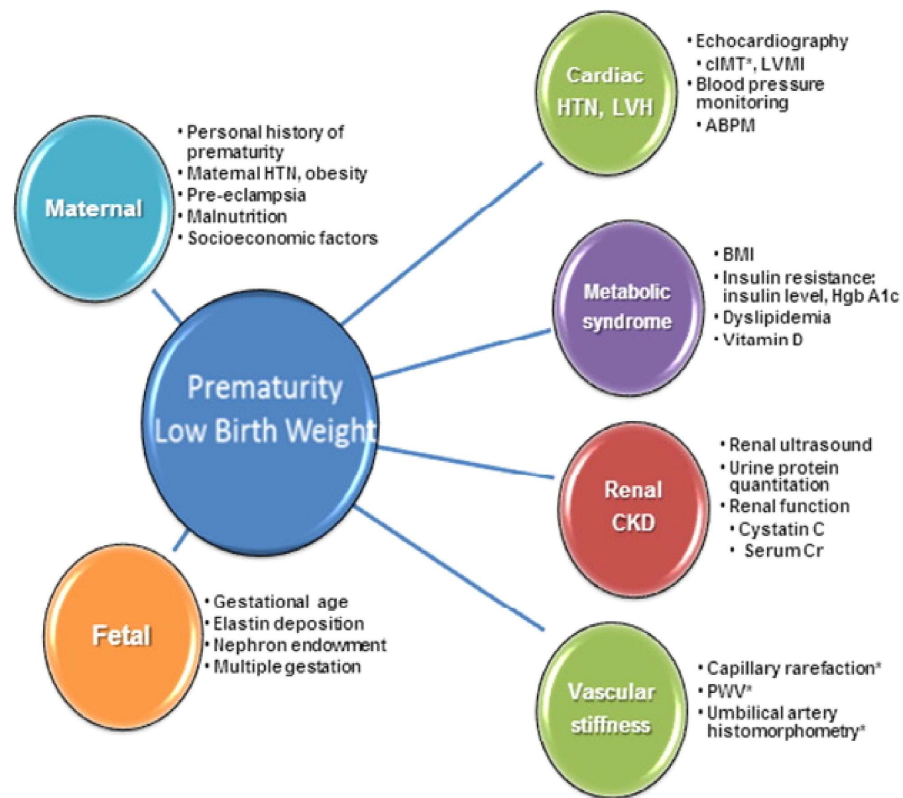 Maternal
• Personal history of
prematurity
• Maternal HTN, obesity
• Pre-eclampsia
• Malnutrition
• Socioeconomic factors
Prematurity
Low Birth Weight
Fetal
• Gestational age
• Elastin deposition
• Nephron endowment
• Multiple gestation
Cardiac
HTN, LVH
• Echocardiography
• cIMT*, LVMI
• Blood pressure
monitoring
• ABPM
Metabolic
syndrome
• BMI
• Insulin resistance:
insulin level, Hgb A1c
• Dyslipidemia
• Vitamin D
Renal
CKD
• Renal ultrasound
• Urine protein
quantitation
• Renal function
• Cystatin C
• Serum Cr
Vascular
stiffness
• Capillary rarefaction*
• PWV*
• Umbilical artery
histomorphometry*